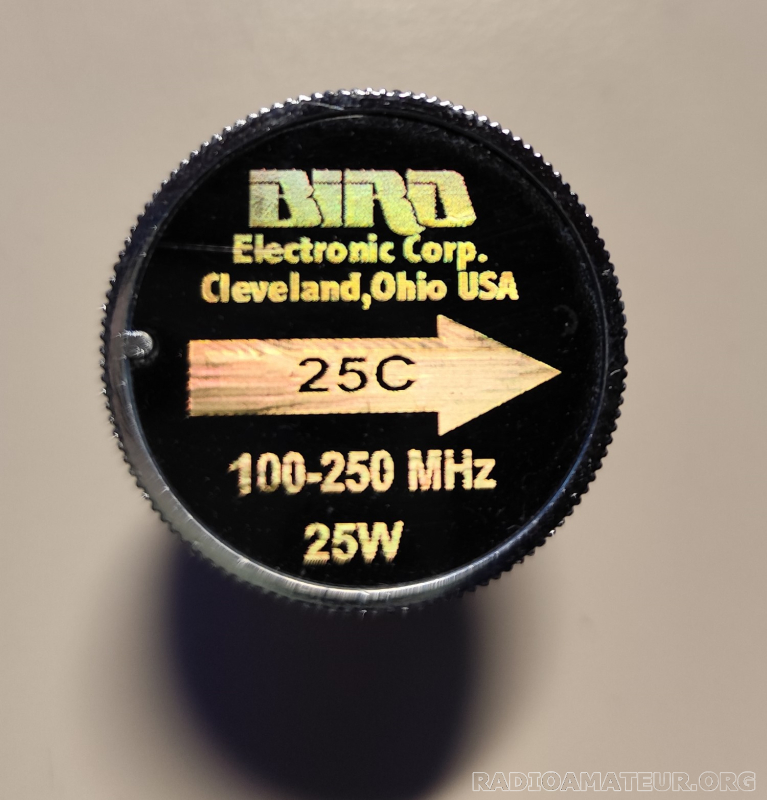 BIRD
Electronic Corp.
Cleveland,Ohio USA
25C
100-250 MHz
25W
RADIOAMATEUR.ORG